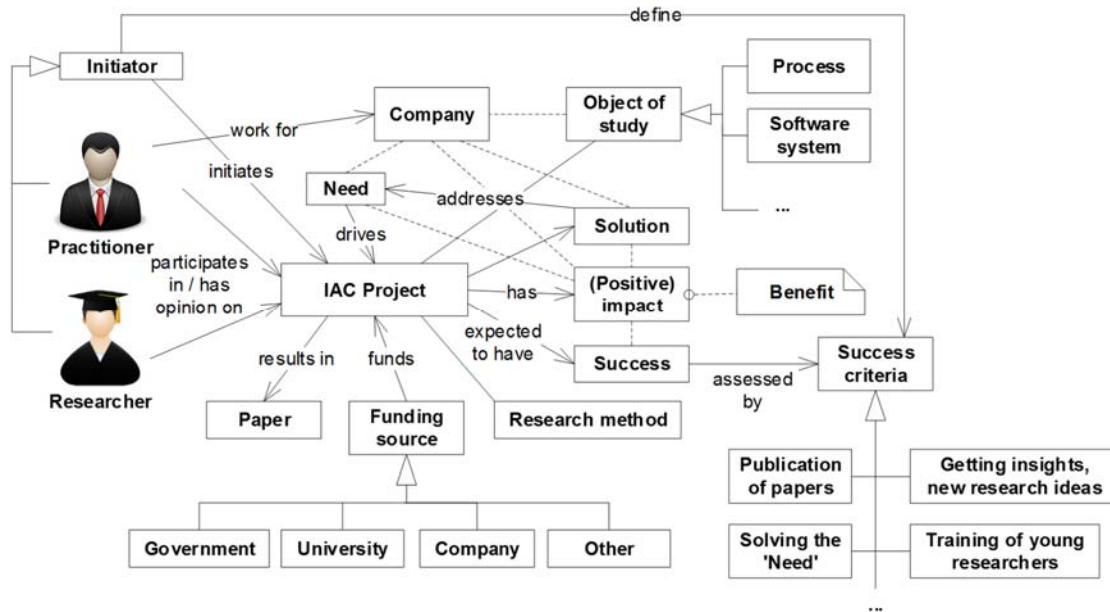 define
Initiator
Process
Company
Object of
study
Software
system
work for
initiates
Need
addresses
...
Practitioner
drives
Solution
participates
in / has
opinion on
IAC Project
has
(Positive)
impact
Benefit
expected
to have
Success
Success
criteria
results in
funds
assessed
by
Researcher
Paper
Funding
source
Research method
Publication
of papers
Getting insights,
new research ideas
Government
University
Company
Other
Solving the
'Need'
Training of young
researchers
...